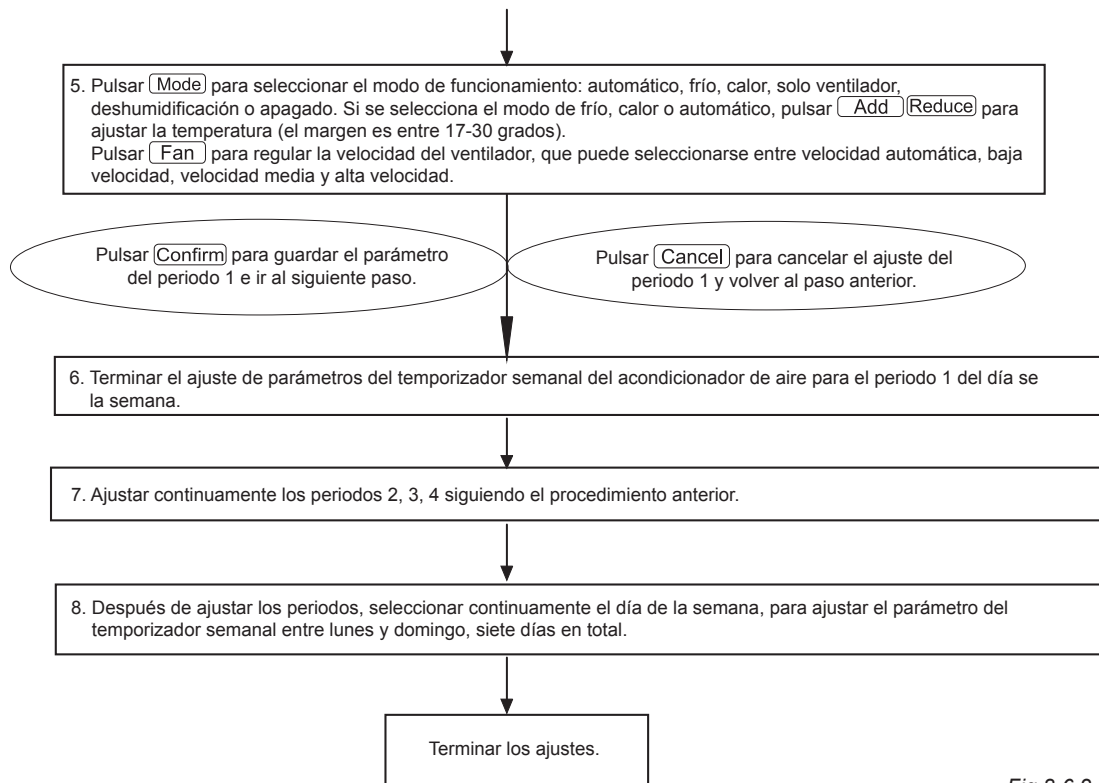 5. Pulsar Mode para seleccionar el modo de funcionamiento: automático, frío, calor, solo ventilador,
deshumidificación o apagado. Si se selecciona el modo de frío, calor o automático, pulsar Add Reduce para
ajustar la temperatura (el margen es entre 17-30 grados).
Pulsar Fan para regular la velocidad del ventilador, que puede seleccionarse entre velocidad automática, baja
velocidad, velocidad media y alta velocidad.
Pulsar Confirm para guardar el parámetro
del periodo 1 e ir al siguiente paso.
Pulsar Cancel para cancelar el ajuste del
periodo 1 y volver al paso anterior.
6. Terminar el ajuste de parámetros del temporizador semanal del acondicionador de aire para el periodo 1 del día se
la semana.
7. Ajustar continuamente los periodos 2, 3, 4 siguiendo el procedimiento anterior.
8. Después de ajustar los periodos, seleccionar continuamente el día de la semana, para ajustar el parámetro del
temporizador semanal entre lunes y domingo, siete días en total.
Terminar los ajustes.